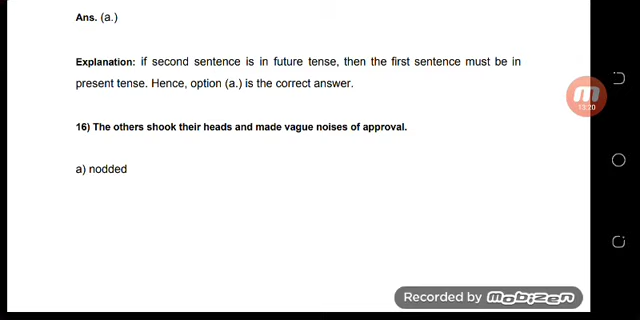 Ans. (a.)
Explanation: if second sentence is in future tense, then the first sentence must be in
present tense. Hence, option (a.) is the correct answer.
16) The others shook their heads and made vague noises of approval.
a) nodded
13:20
Recorded by mobizen